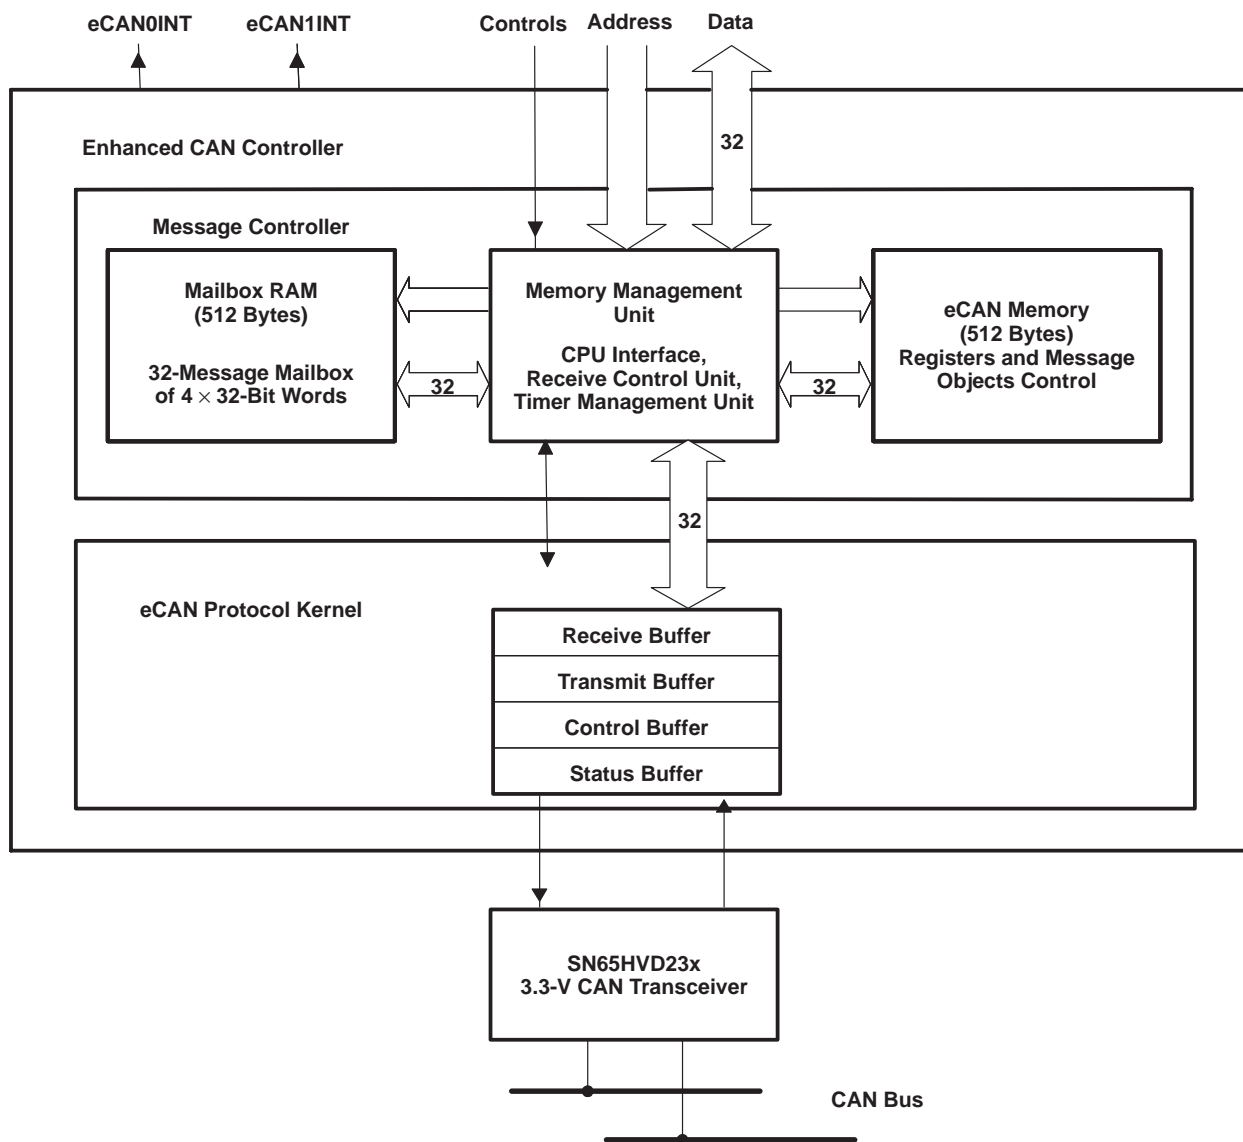 eCAN0INT
eCAN1INT
Controls
Address
Data
32
Enhanced CAN Controller
Message Controller
Mailbox RAM
(512 Bytes)
32-Message Mailbox
of 4 × 32-Bit Words
32
Memory Management
Unit
CPU Interface,
Receive Control Unit,
Timer Management Unit
32
eCAN Memory
(512 Bytes)
Registers and Message
Objects Control
32
eCAN Protocol Kernel
Receive Buffer
Transmit Buffer
Control Buffer
Status Buffer
SN65HVD23x
3.3-V CAN Transceiver
CAN Bus